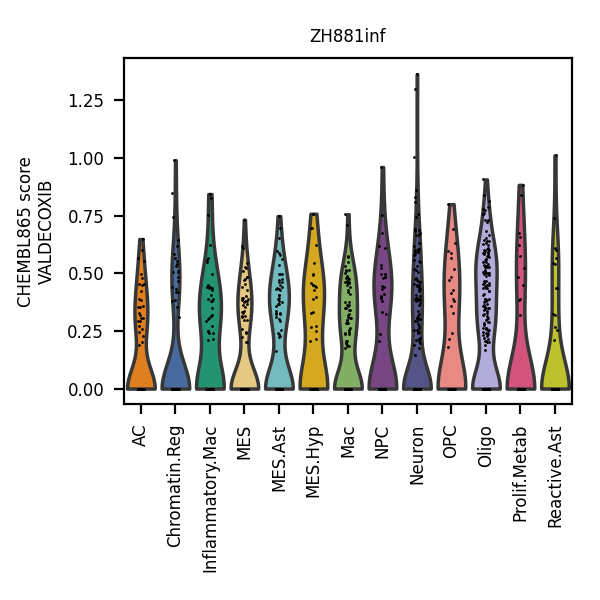 ZH881inf
CHEMBL865 score
VALDECOXIB
1.25
1.00
0.75
0.50
0.25
0.00
AC
Chromatin.Reg
Inflammatory.Mac
MES
MES.Ast
MES.Hyp
Mac
NPC
Neuron
OPC
Oligo
Prolif.Metab
Reactive.Ast